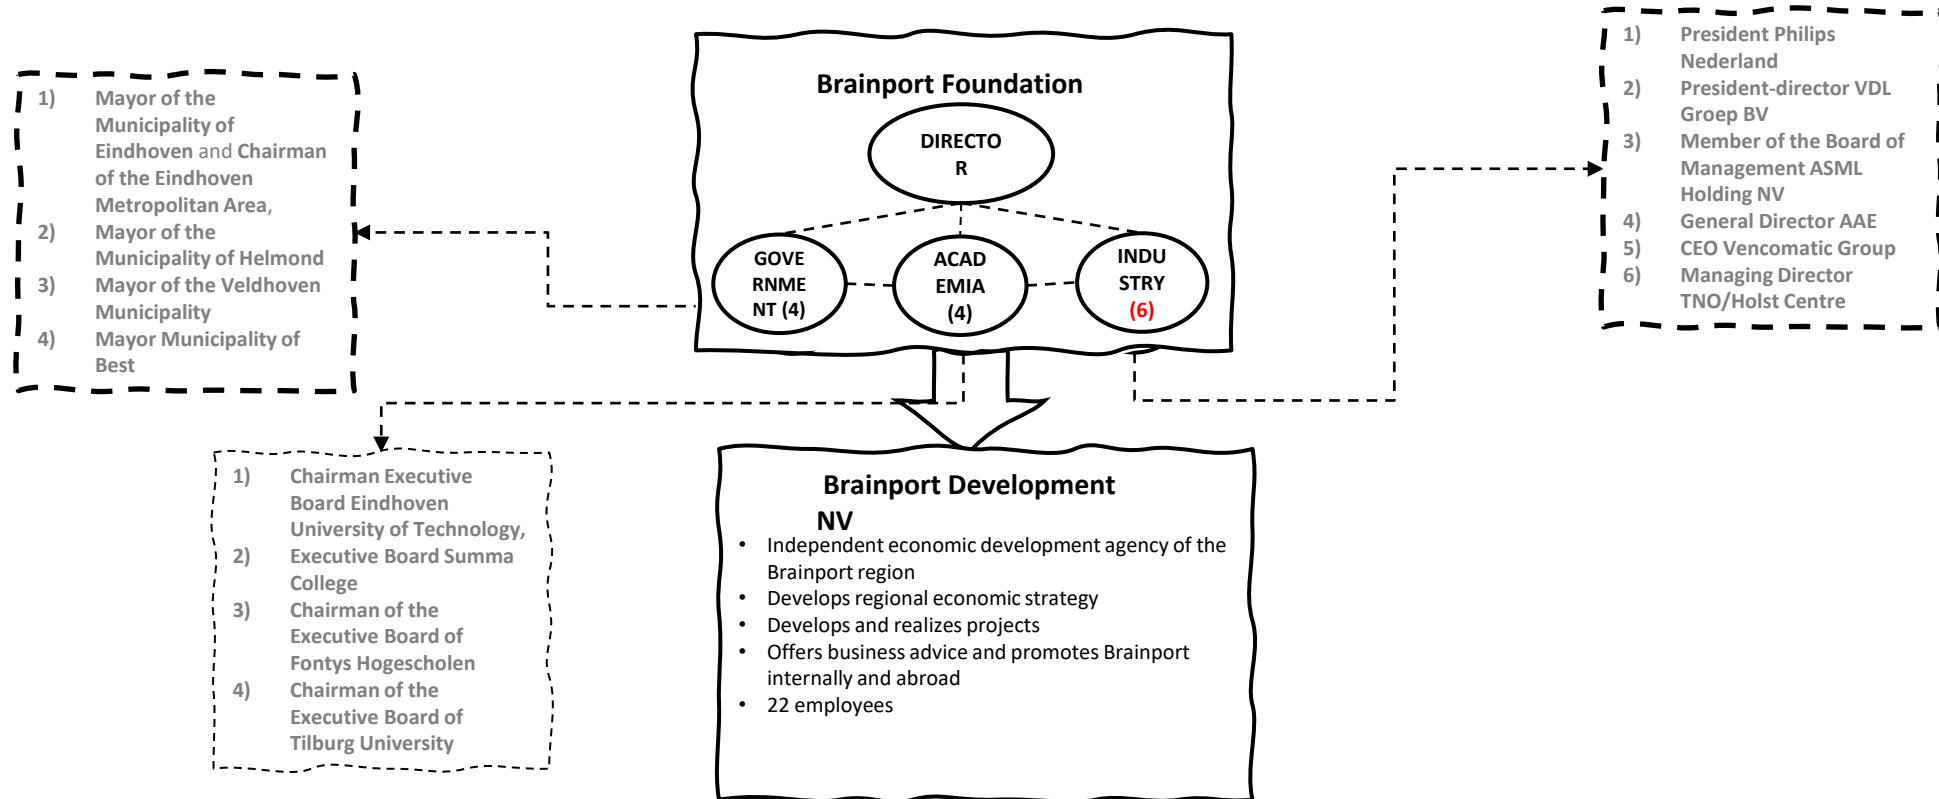 Brainport Foundation
DIRECTO
R
GOVE
RNME
NT (4)
ACAD
EMIA
(4)
INDU
STRY
(6)
1) Mayor of the
Municipality of
Eindhoven and Chairman
of the Eindhoven
Metropolitan Area,
2) Mayor of the
Municipality of Helmond
3) Mayor of the Veldhoven
Municipality
4) Mayor Municipality of
Best
1) President Philips
Nederland
2) President-director VDL
Groep BV
3) Member of the Board of
Management ASML
Holding NV
4) General Director AAE
5) CEO Vencomatic Group
6) Managing Director
TNO/Holst Centre
1) Chairman Executive
Board Eindhoven
University of Technology,
2) Executive Board Summa
College
3) Chairman of the
Executive Board of
Fontys Hogescholen
4) Chairman of the
Executive Board of
Tilburg University
Brainport Development
NV
• Independent economic development agency of the
Brainport region
• Develops regional economic strategy
• Develops and realizes projects
• Offers business advice and promotes Brainport
internally and abroad
• 22 employees